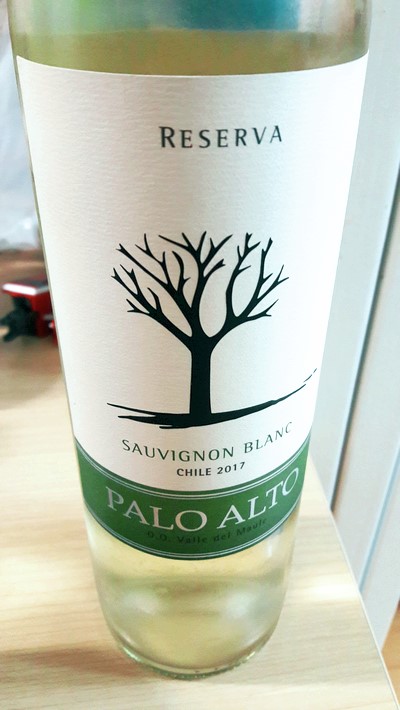 RESERVA
SAUVIGNON BLANC
CHILE 2017
PALO ALTO
D.O. Valle del Maule